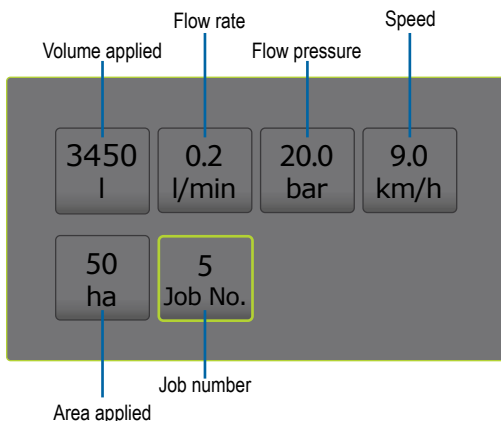 Flow rate
Speed
Volume applied
Flow pressure
3450
l
0.2
l/min
20.0
bar
9.0
km/h
50
ha
5
Job No.
Job number
Area applied